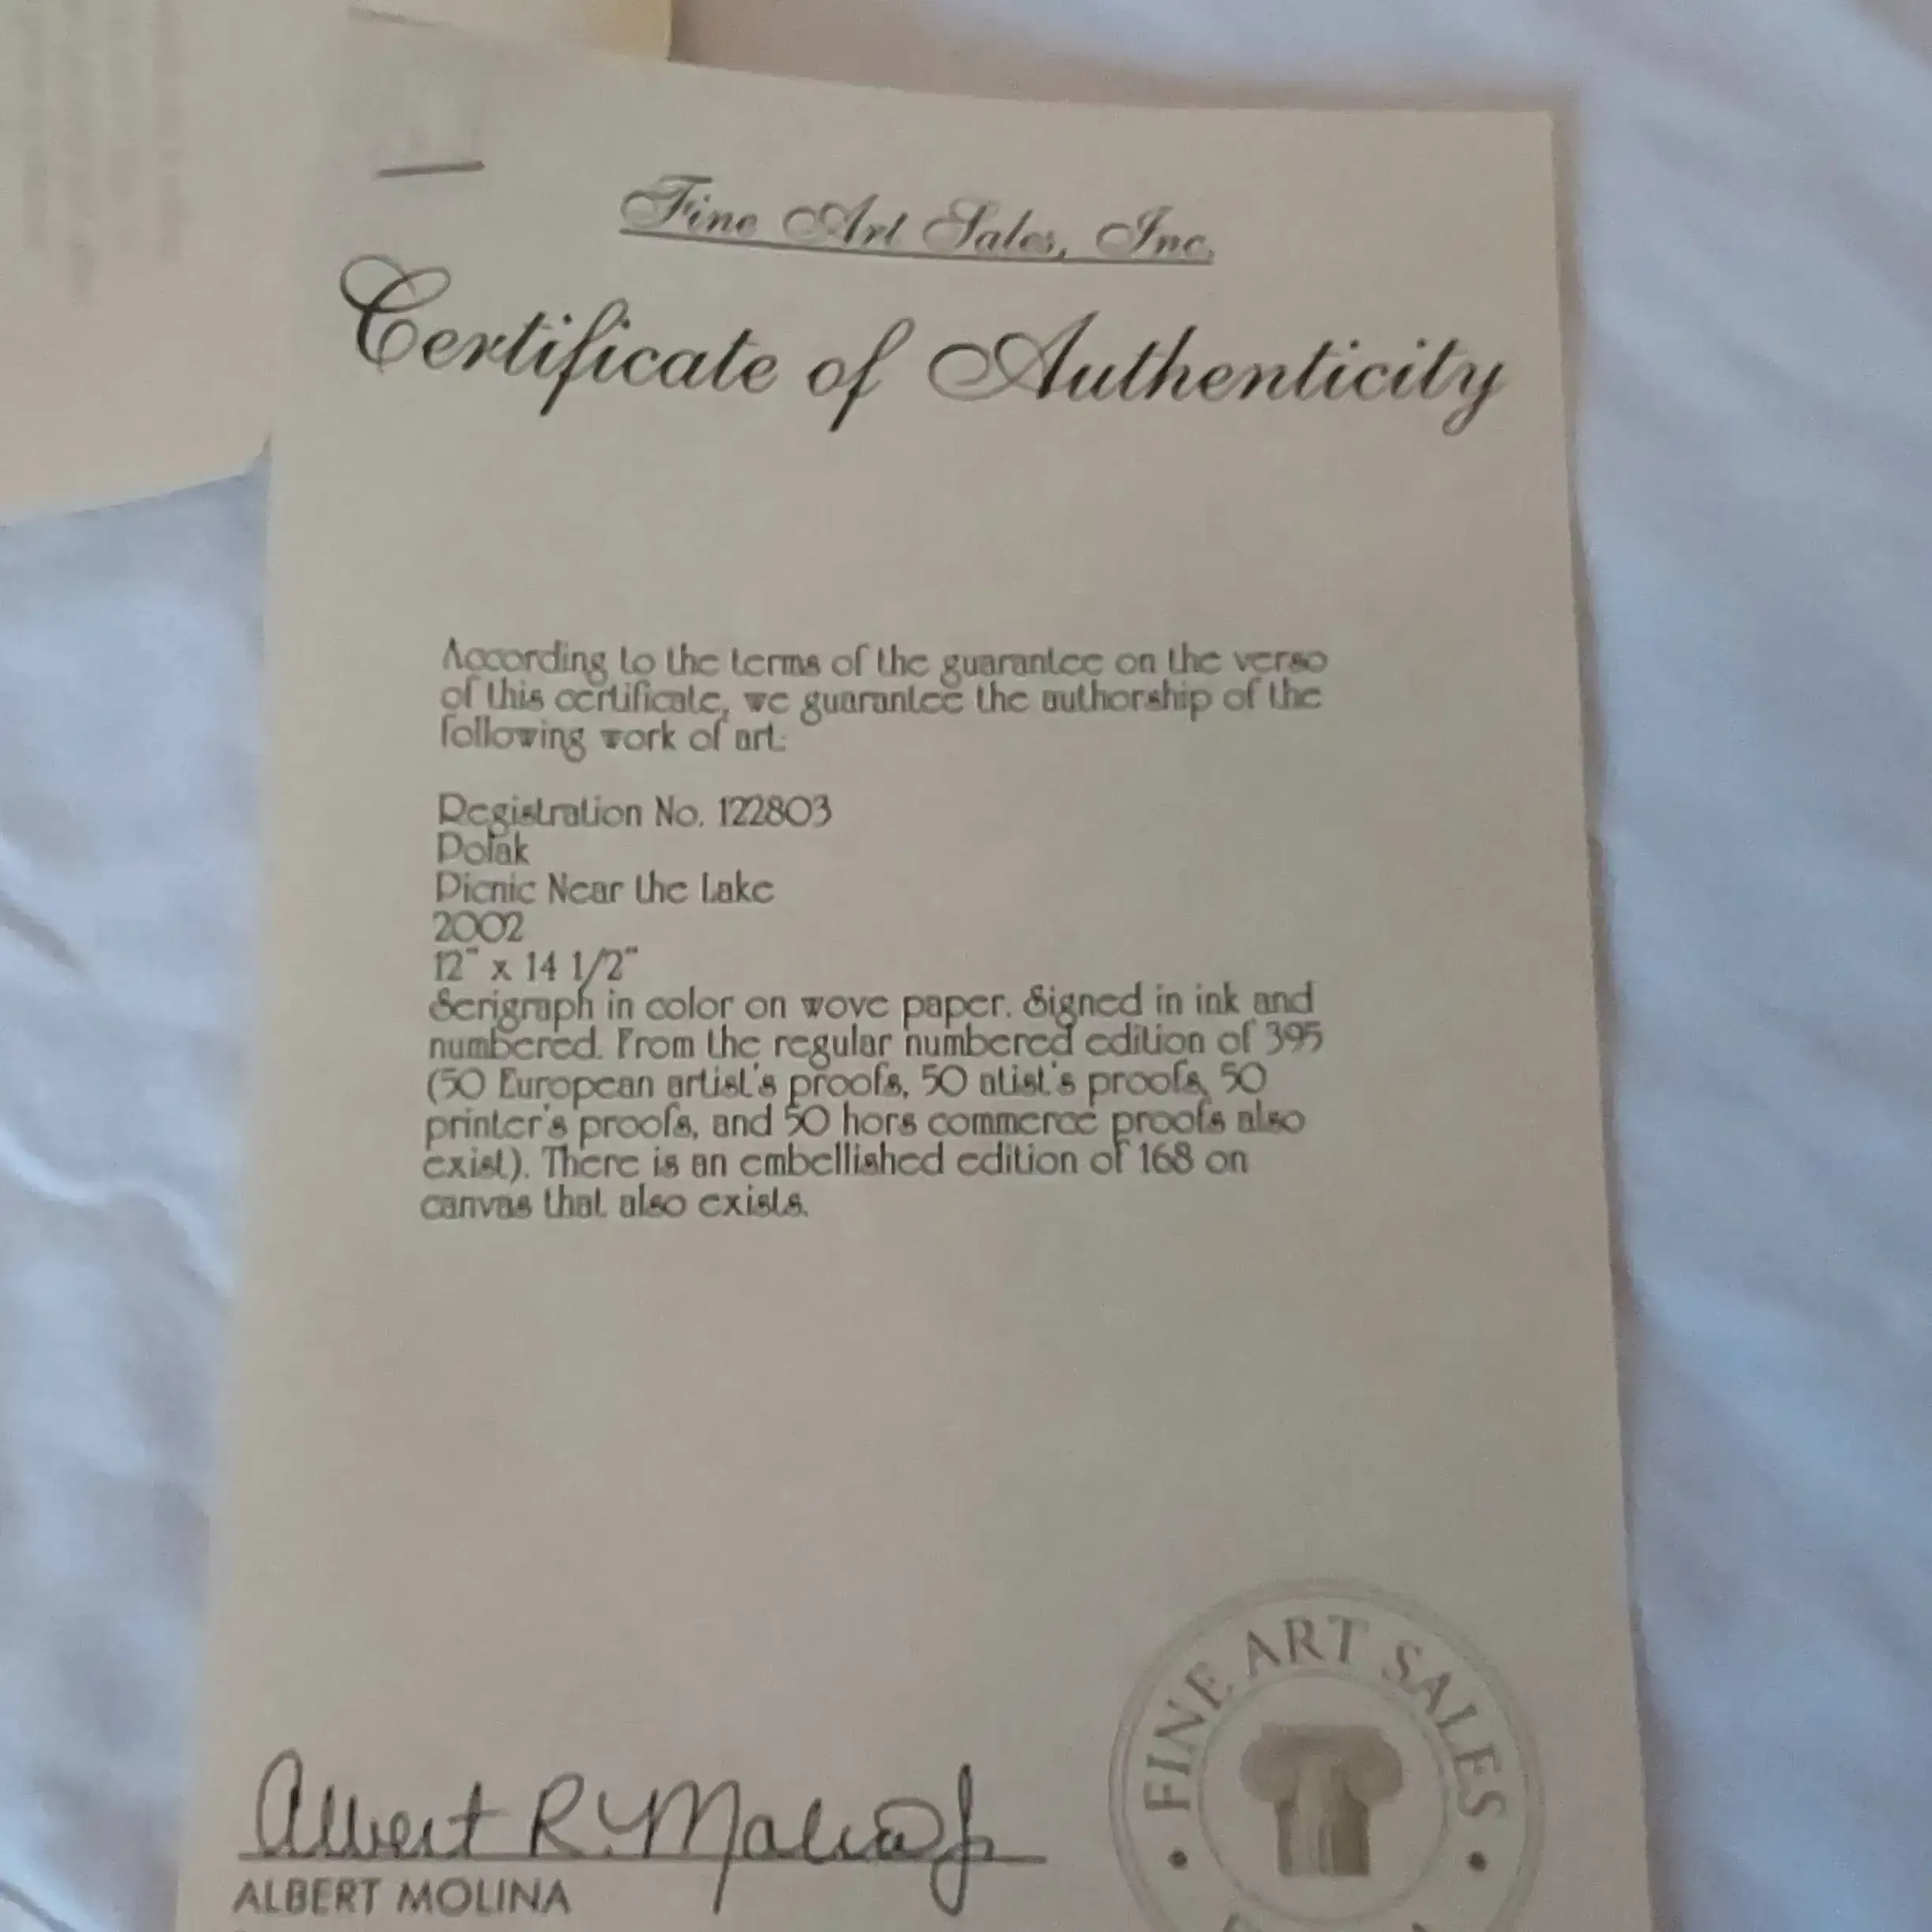 Fine Art Sales, Inc.
Certificate of Authenticity
According to the terms of the guarantee on the verso
of this certificate, we guarantee the authorship of the
following work of art:
Registration No. 122803
Polak
Picnic Near the Lake
2002
12" x 14 1/2"
Serigraph in color on wove paper. Signed in ink and
numbered. From the regular numbered edition of 395
(50 European artist's proofs, 50 atist's proofs, 50
printer's proofs, and 50 hors commerce proofs also
exist). There is an embellished edition of 168 on
canvas that also exists.
Albert R. Molina Jr
ALBERT MOLINA
• FINE ART SALES •